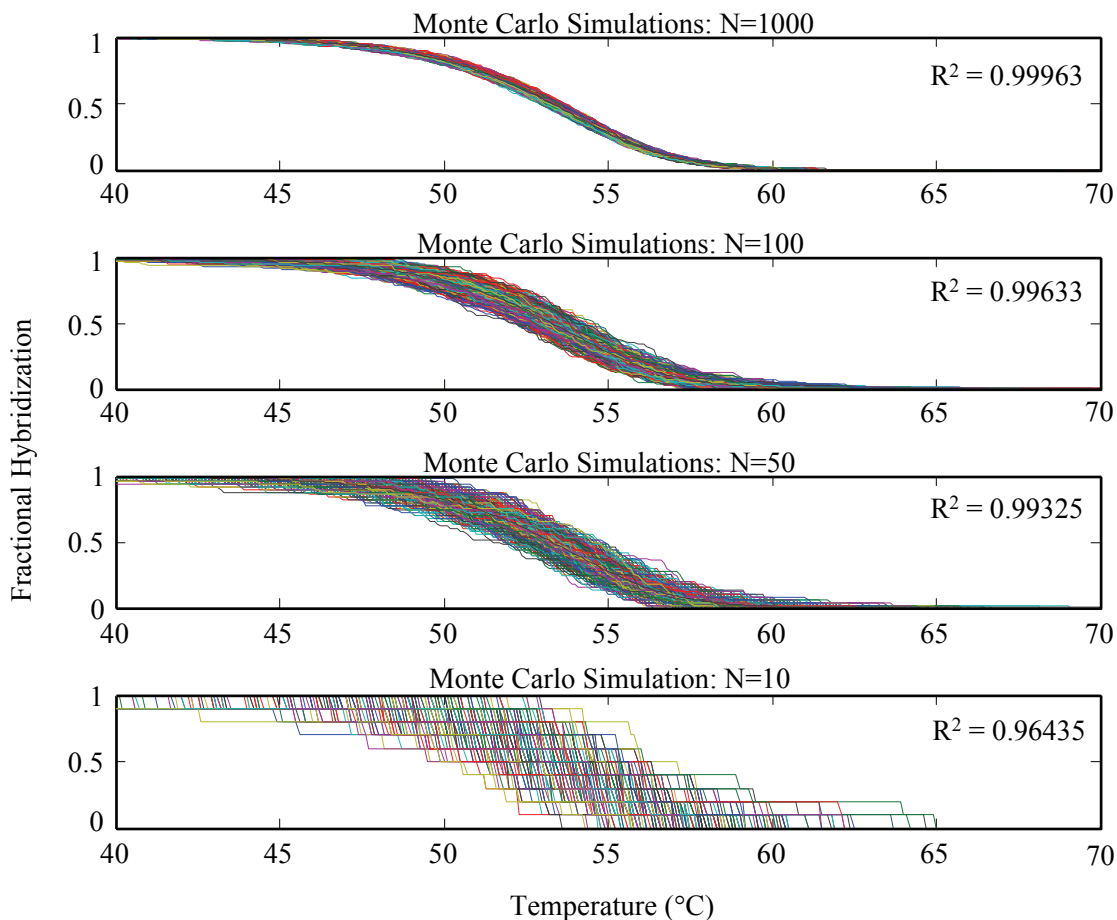 Monte Carlo Simulations: N=1000
1
0.5
0
R² = 0.99963
40 45 50 55 60 65 70
Monte Carlo Simulations: N=100
1
0.5
0
R² = 0.99633
40 45 50 55 60 65 70
Fractional Hybridization
Monte Carlo Simulations: N=50
1
0.5
0
R² = 0.99325
40 45 50 55 60 65 70
Monte Carlo Simulation: N=10
1
0.5
0
R² = 0.96435
40 45 50 55 60 65 70
Temperature (°C)